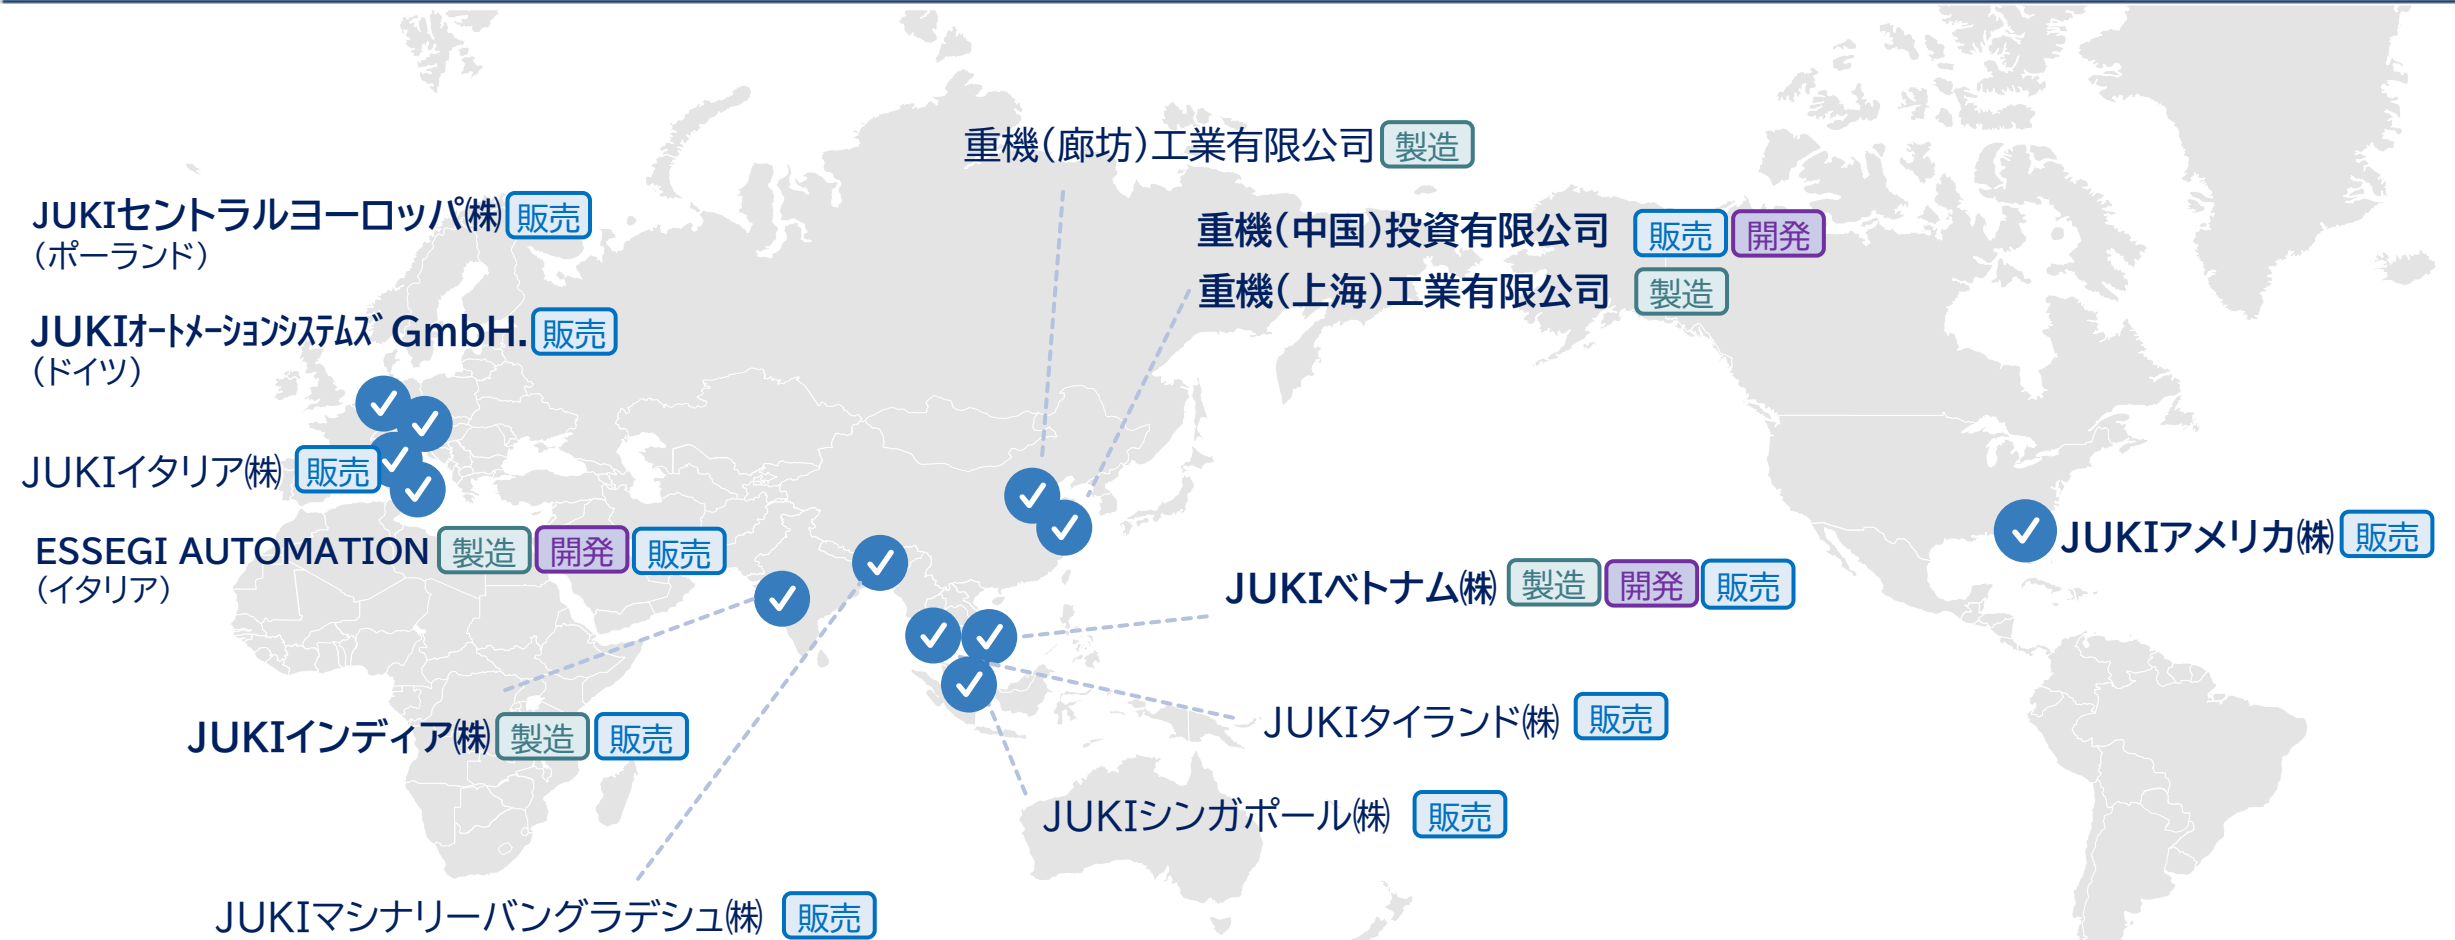 重機(廊坊)工業有限公司 製造
JUKIセントラルヨーロッパ㈱ 販売
(ポーランド)
重機(中国)投資有限公司 販売 開発
重機(上海)工業有限公司 製造
JUKIｵｰﾄﾒｰｼｮﾝｼｽﾃﾑｽﾞ GmbH. 販売
(ドイツ)
JUKIイタリア㈱ 販売
ESSEGI AUTOMATION 製造 開発 販売
(イタリア)
JUKIアメリカ㈱ 販売
JUKIベトナム㈱ 製造 開発 販売
JUKIインディア㈱ 製造 販売
JUKIタイランド㈱ 販売
JUKIシンガポール㈱ 販売
JUKIマシナリーバングラデシュ㈱ 販売